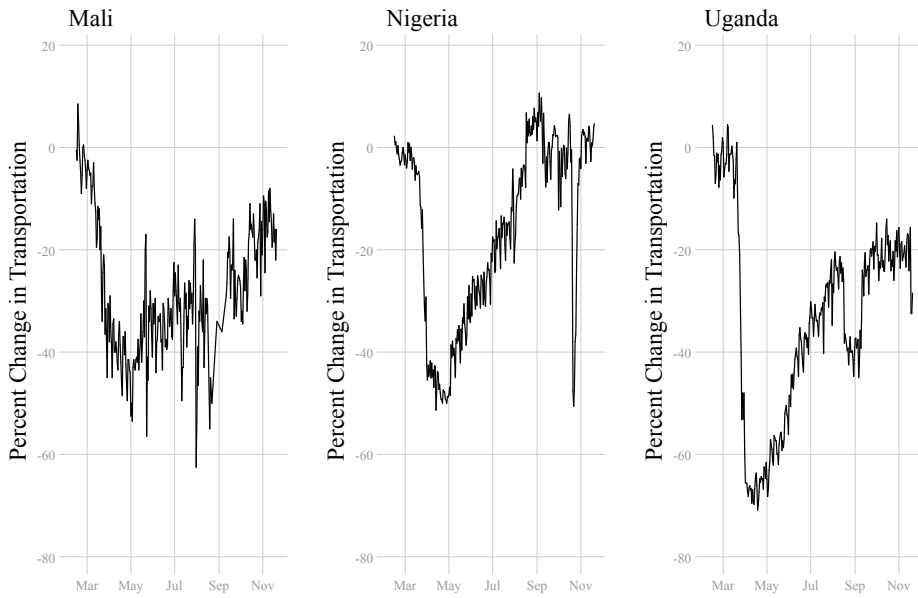 Mali
Percent Change in Transportation
20
0
-20
-40
-60
-80
Mar May Jul Sep Nov
Nigeria
Percent Change in Transportation
20
0
-20
-40
-60
-80
Mar May Jul Sep Nov
Uganda
Percent Change in Transportation
20
0
-20
-40
-60
-80
Mar May Jul Sep Nov